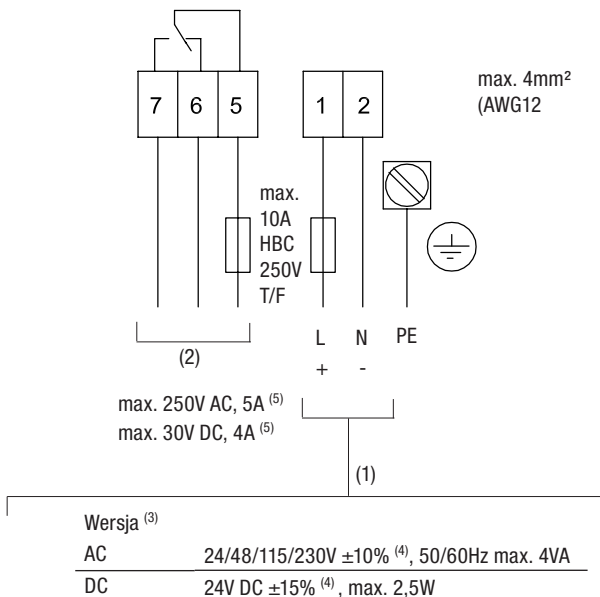 max. 4mm²
(AWG12
7 6 5 1 2
max.
10A
HBC
250V
T/F
L N PE
+ -
(2)
max. 250V AC, 5A (5)
max. 30V DC, 4A (5)
(1)
Wersja (3)
AC 24/48/115/230V ±10% (4), 50/60Hz max. 4VA
DC 24V DC ±15% (4) , max. 2,5W